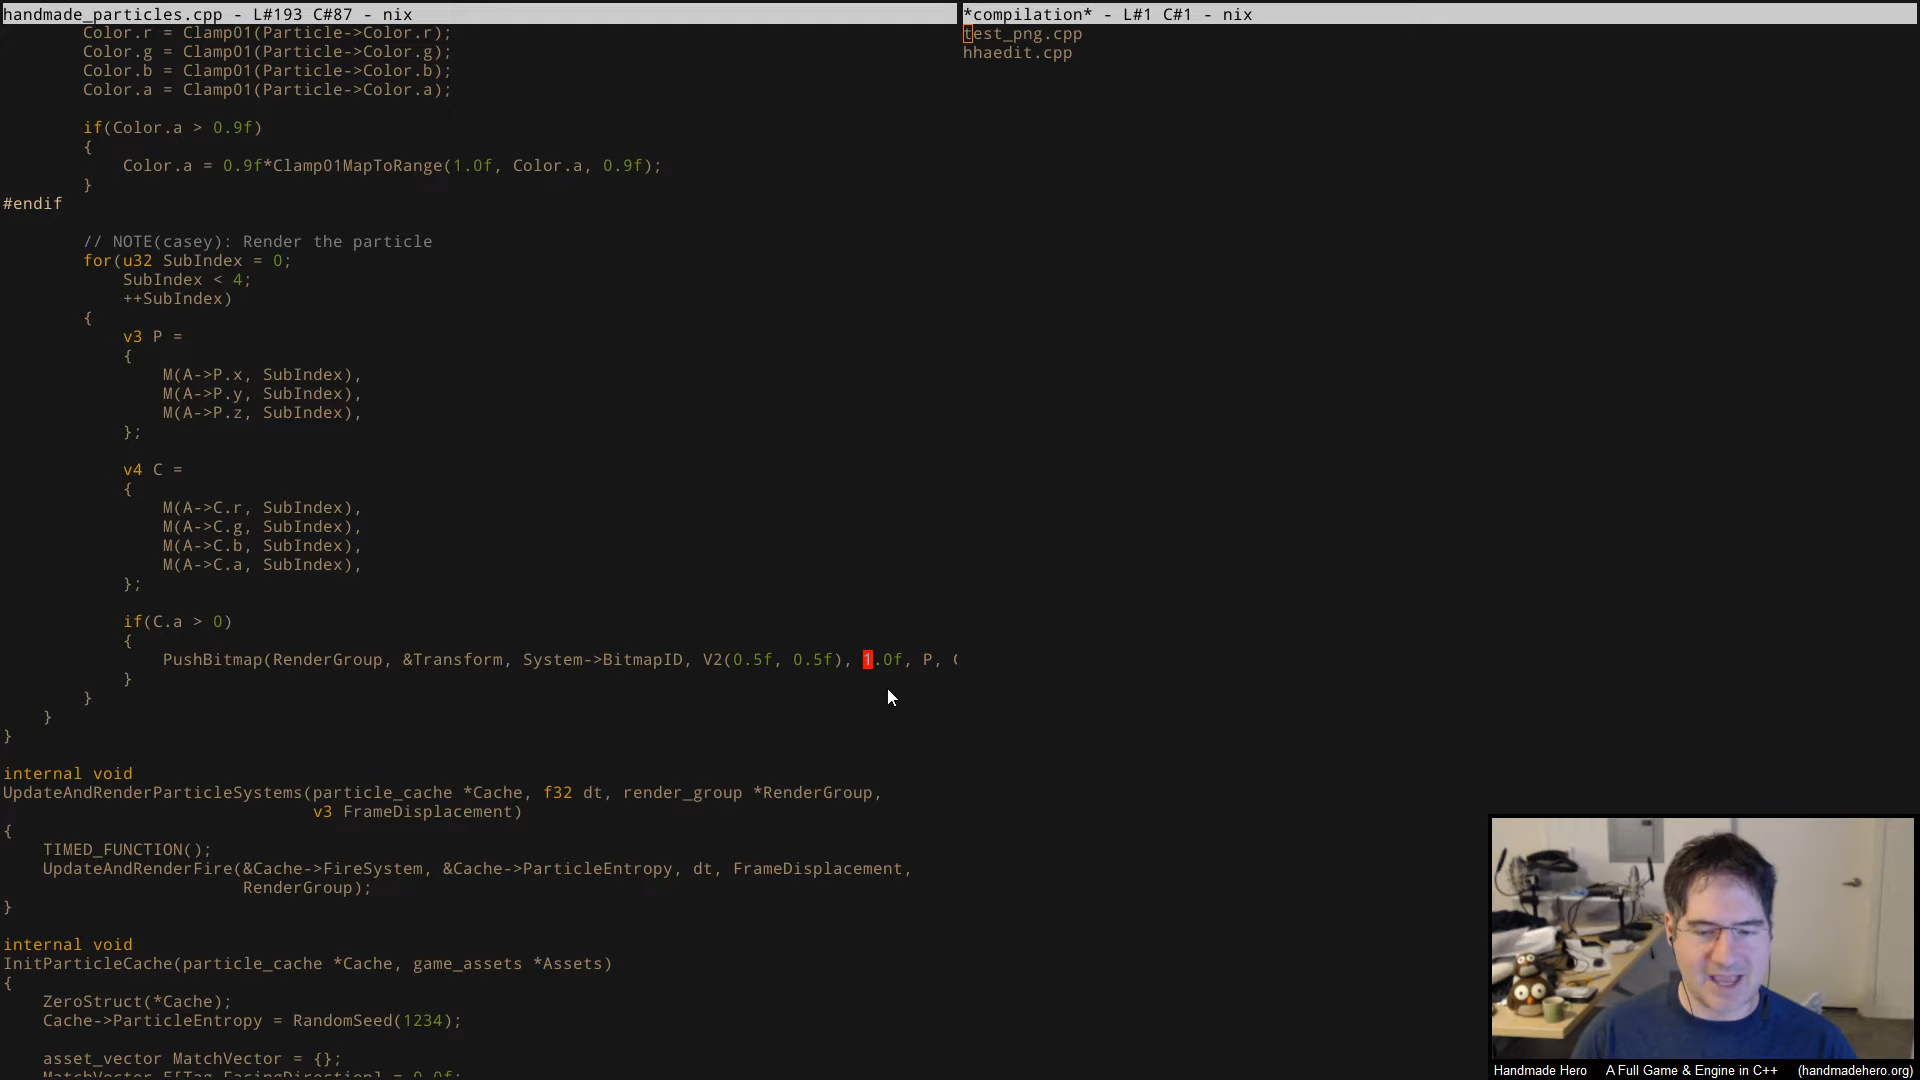 handmade_particles.cpp - L#193 C#87 - nix
Color.r = Clamp01(Particle->Color.r);
Color.g = Clamp01(Particle->Color.g);
Color.b = Clamp01(Particle->Color.b);
Color.a = Clamp01(Particle->Color.a);
if(Color.a > 0.9f)
{
Color.a = 0.9f*Clamp01MapToRange(1.0f, Color.a, 0.9f);
}
#endif
// NOTE(casey): Render the particle
for(u32 SubIndex = 0;
SubIndex < 4;
++SubIndex)
{
v3 P =
{
M(A->P.x, SubIndex),
M(A->P.y, SubIndex),
M(A->P.z, SubIndex),
};
v4 C =
{
M(A->C.r, SubIndex),
M(A->C.g, SubIndex),
M(A->C.b, SubIndex),
M(A->C.a, SubIndex),
};
if(C.a > 0)
{
PushBitmap(RenderGroup, &Transform, System->BitmapID, V2(0.5f, 0.5f), 1.0f, P,
}
}
}
}
internal void
UpdateAndRenderParticleSystems(particle_cache *Cache, f32 dt, render_group *RenderGroup,
v3 FrameDisplacement)
{
TIMED_FUNCTION();
UpdateAndRenderFire(&Cache->FireSystem, &Cache->ParticleEntropy, dt, FrameDisplacement,
RenderGroup);
}
internal void
InitParticleCache(particle_cache *Cache, game_assets *Assets)
{
ZeroStruct(*Cache);
Cache->ParticleEntropy = RandomSeed(1234);
asset_vector MatchVector = {};
MatchVector.E[Tag_FacingDirection] = 0.0f;
*compilation* - L#1 C#1 - nix
test_png.cpp
hhaedit.cpp
Handmade Hero A Full Game & Engine in C++ (handmadehero.org)